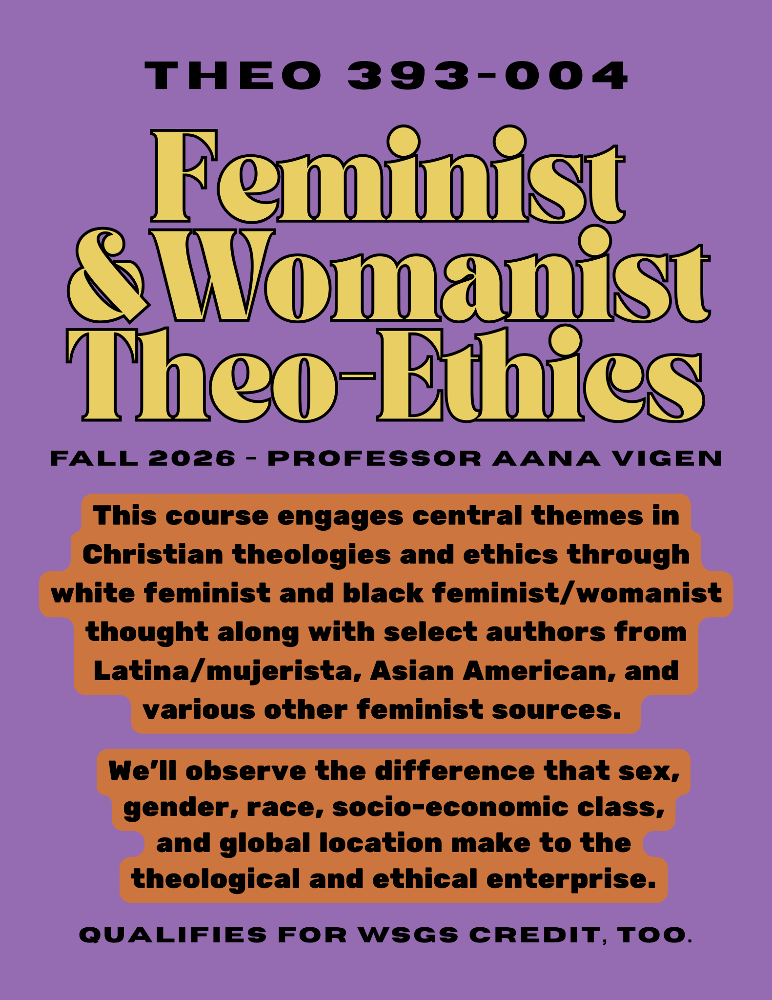 THEO 393-004
Feminist
&Womanist
Theo-Ethics
FALL 2026 - PROFESSOR AANA VIGEN
This course engages central themes in
Christian theologies and ethics through
white feminist and black feminist/womanist
thought along with select authors from
Latina/mujerista, Asian American, and
various other feminist sources.
We'll observe the difference that sex,
gender, race, socio-economic class,
and global location make to the
theological and ethical enterprise.
QUALIFIES FOR WSGS CREDIT, TOO.